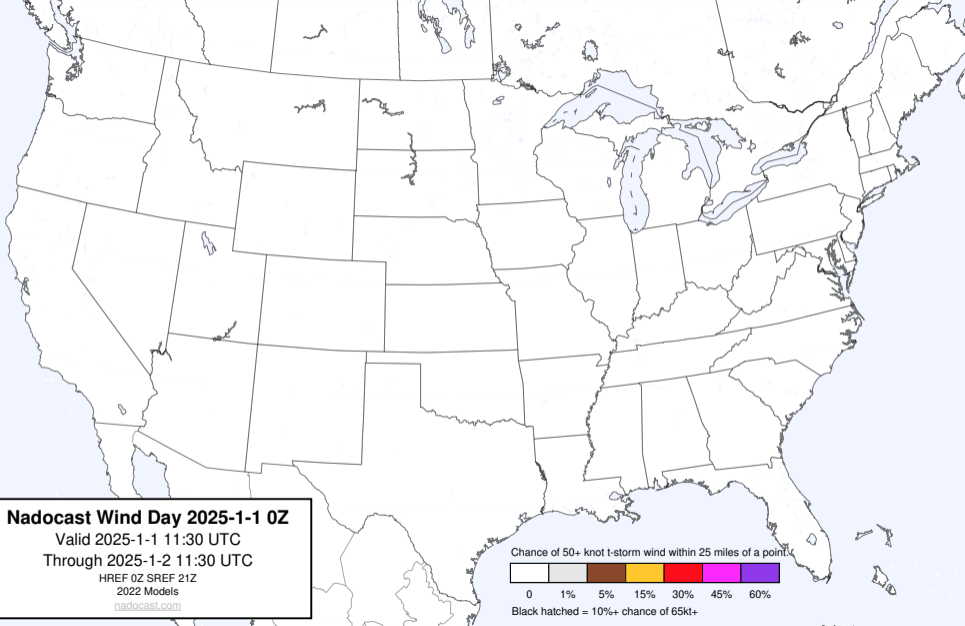 Nadocast Wind Day 2025-1-1 0Z
Valid 2025-1-1 11:30 UTC
Through 2025-1-2 11:30 UTC
HREF 0Z SREF 21Z
2022 Models
nadocast.com
Chance of 50+ knot t-storm wind within 25 miles of a point.
0 1% 5% 15% 30% 45% 60%
Black hatched = 10%+ chance of 65kt+